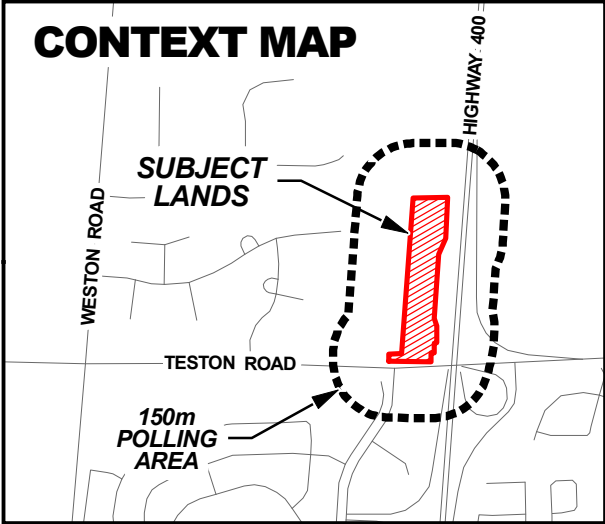 CONTEXT MAP
HIGHWAY 400
SUBJECT
LANDS
WESTON ROAD
TESTON ROAD
150m
POLLING
AREA